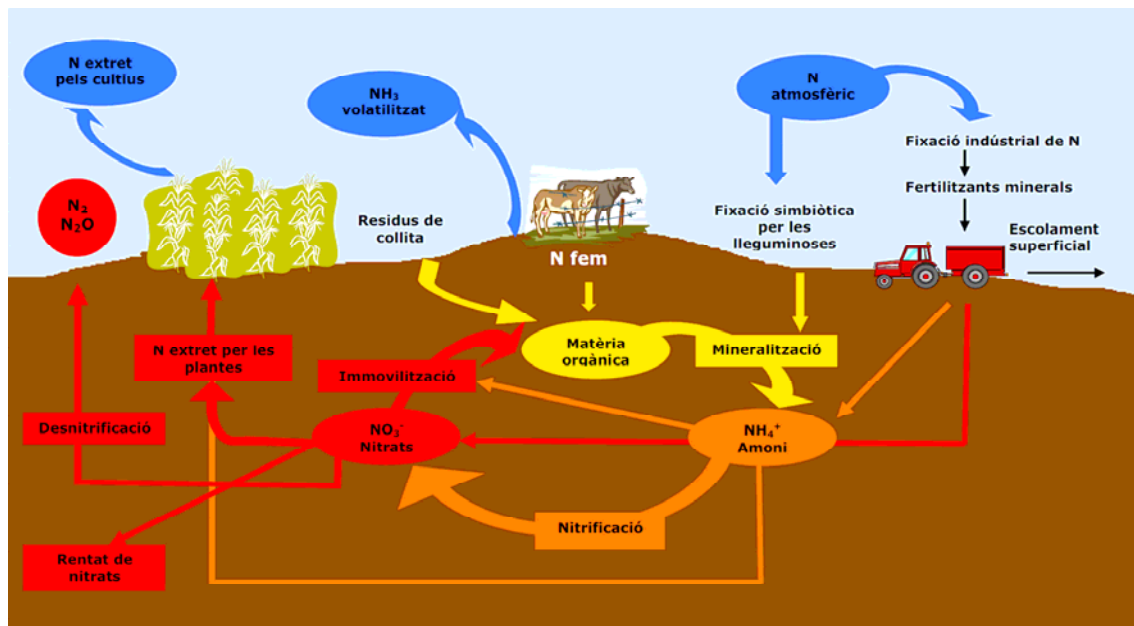 N extret
pels cultius
NH₃
volatilitzat
N
atmosfèric
Fixació indústrial de N
Fertilitzants minerals
Escolament
superficial
N₂
N₂O
Residus de
collita
N fem
Fixació simbiòtica
per les
lleguminoses
N extret per les
plantes
Immovilització
Matèria
orgànica
Mineralització
Desnitrificació
NO₃⁻
Nitrats
NH₄⁺
Amoni
Nitrificació
Rentat de
nitrats